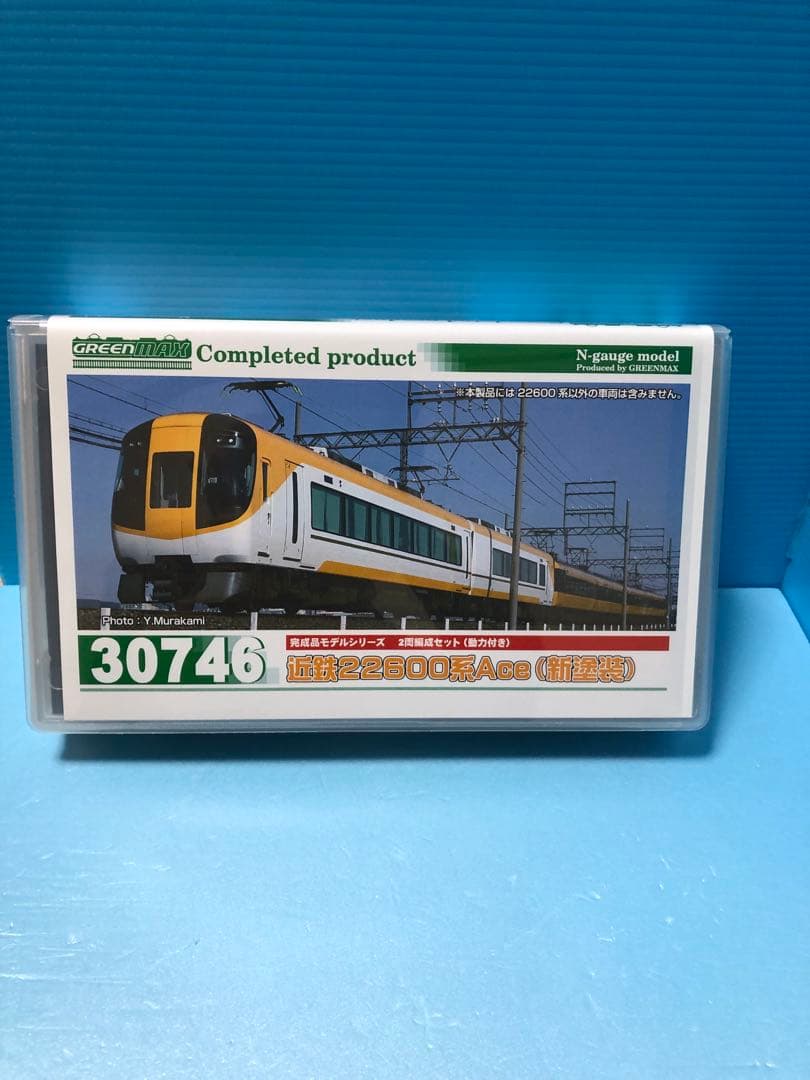 GREENMAX Completed product
N-gauge model
Produced by GREENMAX
※本製品には22600系以外の車両は含みません。
Photo：Y.Murakami
30746
完成品モデルシリーズ 2両編成セット（動力付き）
近鉄22600系Ace（新塗装）